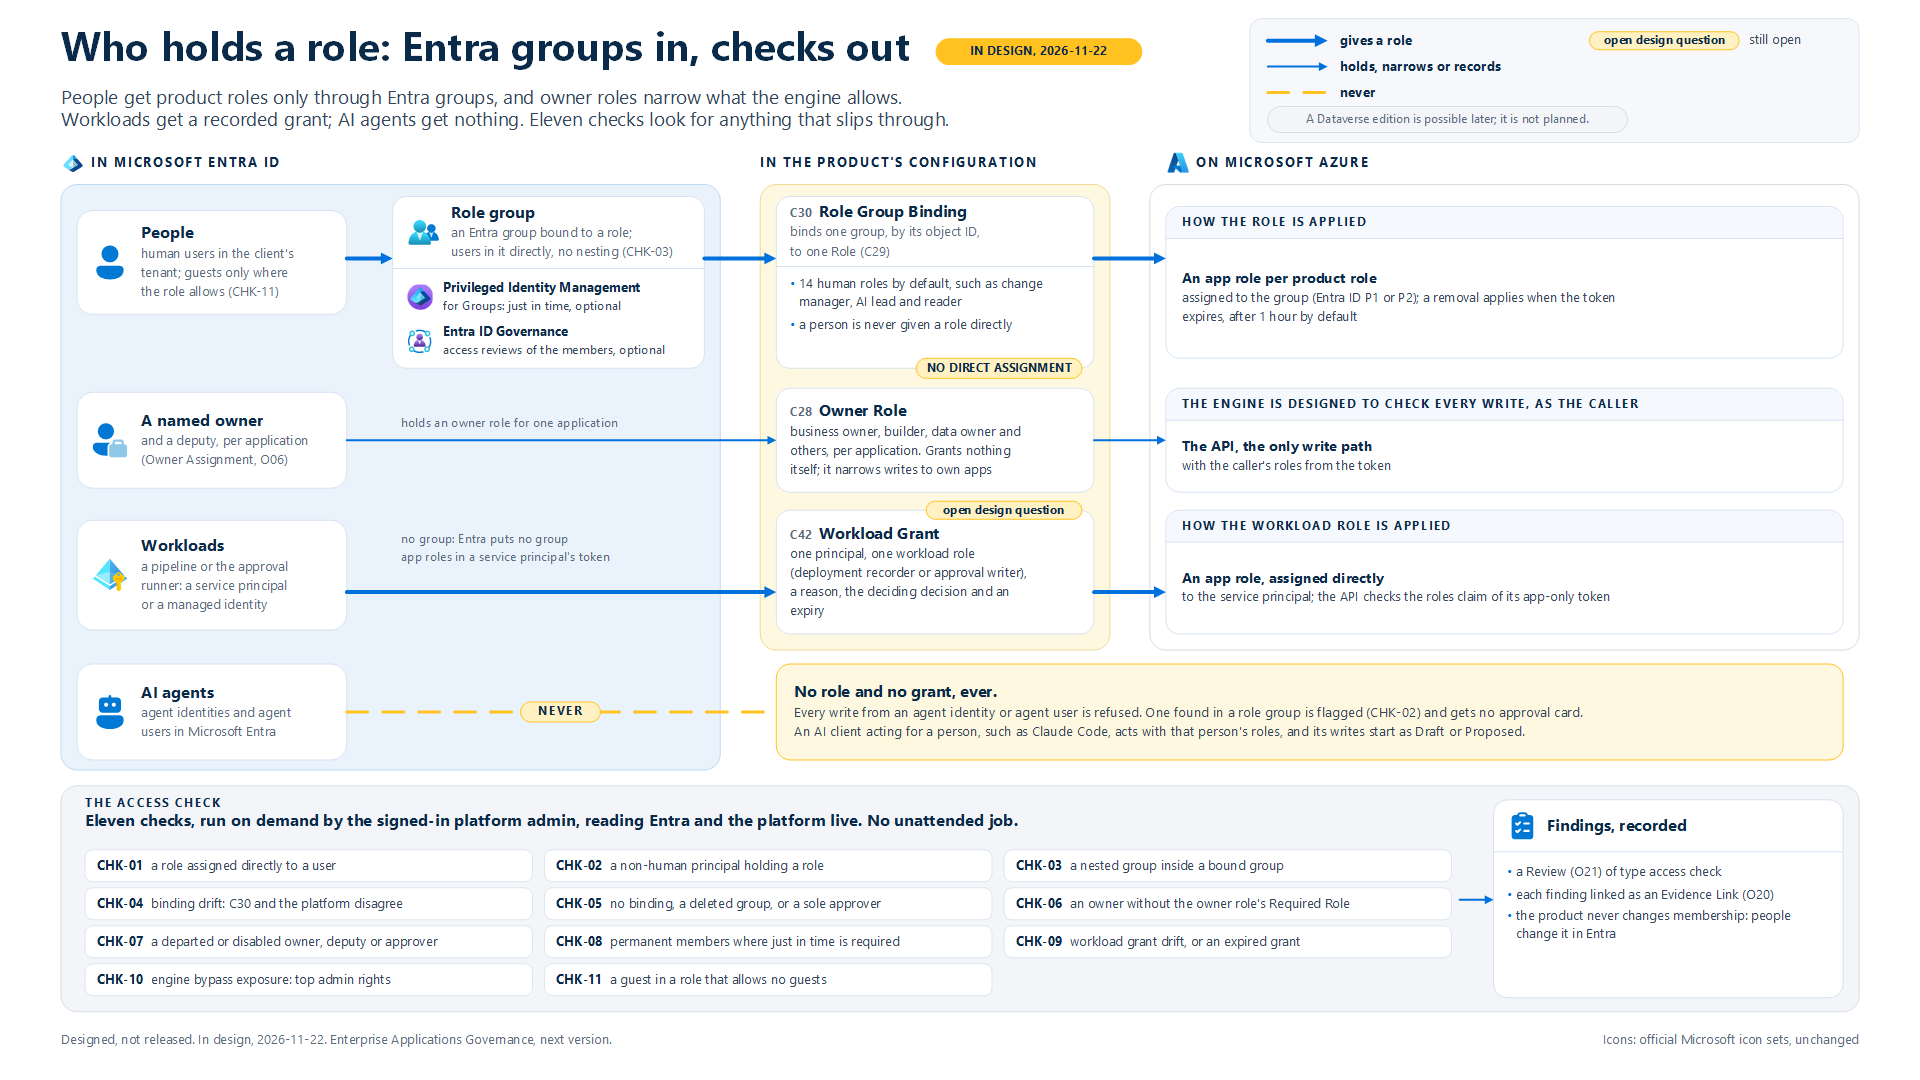 Who holds a role: Entra groups in, checks out
IN DESIGN, 2026-11-22
People get product roles only through Entra groups, and owner roles narrow what the engine allows.
Workloads get a recorded grant; AI agents get nothing. Eleven checks look for anything that slips through.
gives a role
open design question
still open
holds, narrows or records
never
A Dataverse edition is possible later; it is not planned.
IN MICROSOFT ENTRA ID
IN THE PRODUCT'S CONFIGURATION
ON MICROSOFT AZURE
People
human users in the client's
tenant; guests only where
the role allows (CHK-11)
Role group
an Entra group bound to a role;
users in it directly, no nesting (CHK-03)
Privileged Identity Management
for Groups: just in time, optional
Entra ID Governance
access reviews of the members, optional
C30 Role Group Binding
binds one group, by its object ID,
to one Role (C29)
• 14 human roles by default, such as change
manager, AI lead and reader
• a person is never given a role directly
NO DIRECT ASSIGNMENT
HOW THE ROLE IS APPLIED
An app role per product role
assigned to the group (Entra ID P1 or P2); a removal applies when the token
expires, after 1 hour by default
A named owner
and a deputy, per application
(Owner Assignment, O06)
holds an owner role for one application
C28 Owner Role
business owner, builder, data owner and
others, per application. Grants nothing
itself; it narrows writes to own apps
THE ENGINE IS DESIGNED TO CHECK EVERY WRITE, AS THE CALLER
The API, the only write path
with the caller's roles from the token
Workloads
a pipeline or the approval
runner: a service principal
or a managed identity
no group: Entra puts no group
app roles in a service principal's token
open design question
C42 Workload Grant
one principal, one workload role
(deployment recorder or approval writer),
a reason, the deciding decision and an
expiry
HOW THE WORKLOAD ROLE IS APPLIED
An app role, assigned directly
to the service principal; the API checks the roles claim of its app-only token
AI agents
agent identities and agent
users in Microsoft Entra
NEVER
No role and no grant, ever.
Every write from an agent identity or agent user is refused. One found in a role group is flagged (CHK-02) and gets no approval card.
An AI client acting for a person, such as Claude Code, acts with that person's roles, and its writes start as Draft or Proposed.
THE ACCESS CHECK
Eleven checks, run on demand by the signed-in platform admin, reading Entra and the platform live. No unattended job.
CHK-01 a role assigned directly to a user
CHK-02 a non-human principal holding a role
CHK-03 a nested group inside a bound group
CHK-04 binding drift: C30 and the platform disagree
CHK-05 no binding, a deleted group, or a sole approver
CHK-06 an owner without the owner role's Required Role
CHK-07 a departed or disabled owner, deputy or approver
CHK-08 permanent members where just in time is required
CHK-09 workload grant drift, or an expired grant
CHK-10 engine bypass exposure: top admin rights
CHK-11 a guest in a role that allows no guests
Findings, recorded
• a Review (O21) of type access check
• each finding linked as an Evidence Link (O20)
• the product never changes membership: people
change it in Entra
Designed, not released. In design, 2026-11-22. Enterprise Applications Governance, next version.
Icons: official Microsoft icon sets, unchanged